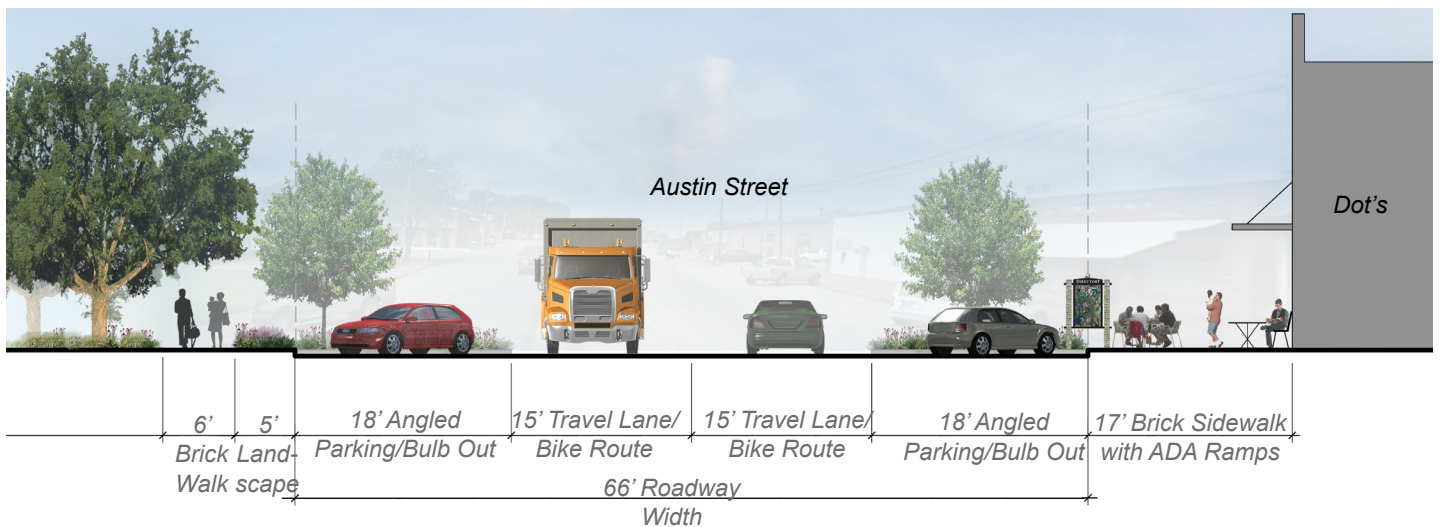 Austin Street
Dot's
DIRECTORY
6' 
Brick
Walk
5'
Land-
scape
18' Angled
Parking/Bulb Out
15' Travel Lane/
Bike Route
15' Travel Lane/
Bike Route
18' Angled
Parking/Bulb Out
17' Brick Sidewalk
with ADA Ramps
66' Roadway
Width